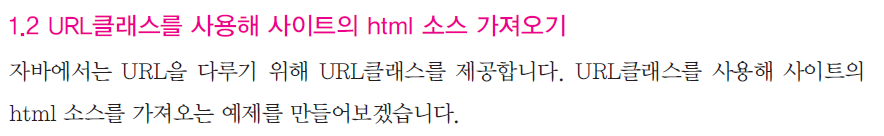 1.2 URL클래스를 사용해 사이트의 html 소스 가져오기
자바에서는 URL을 다루기 위해 URL클래스를 제공합니다. URL클래스를 사용해 사이트의
html 소스를 가져오는 예제를 만들어보겠습니다.